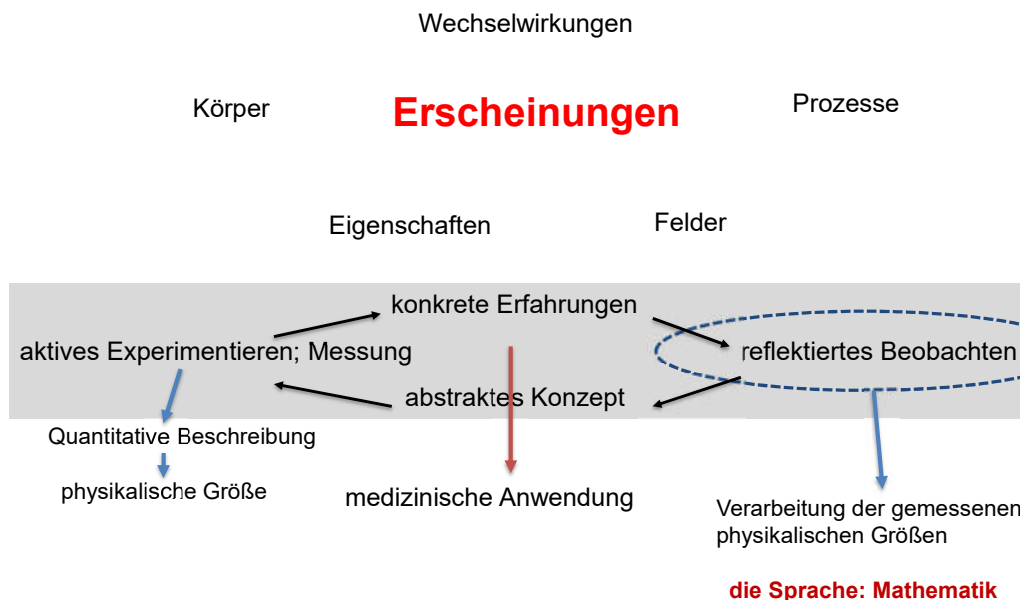 Wechselwirkungen
Körper
Erscheinungen
Prozesse
Eigenschaften
Felder
konkrete Erfahrungen
aktives Experimentieren; Messung
reflektiertes Beobachten
abstraktes Konzept
Quantitative Beschreibung
physikalische Größe
medizinische Anwendung
Verarbeitung der gemessenen
physikalischen Größen
die Sprache: Mathematik